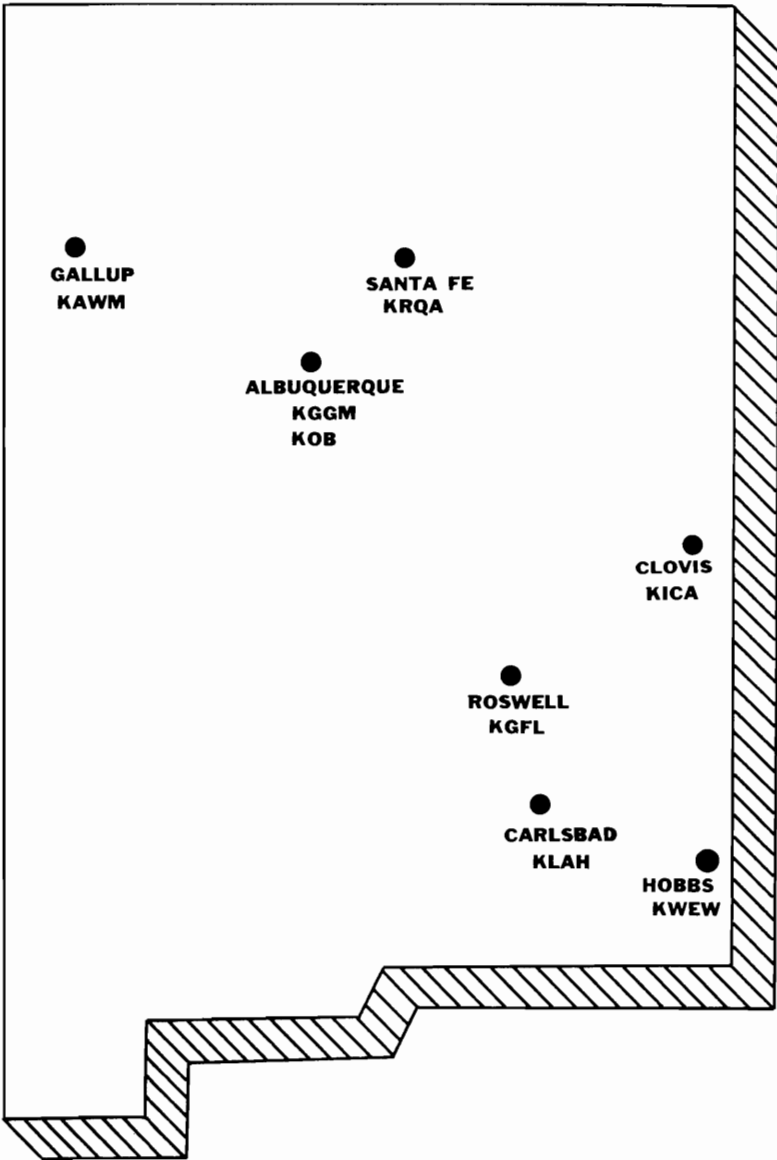 GALLUP
KAWM
SANTA FE
KRQA
ALBUQUERQUE
KGGM
KOB
CLOVIS
KICA
ROSWELL
KGFL
CARLSBAD
KLAH
HOBBS
KWEW